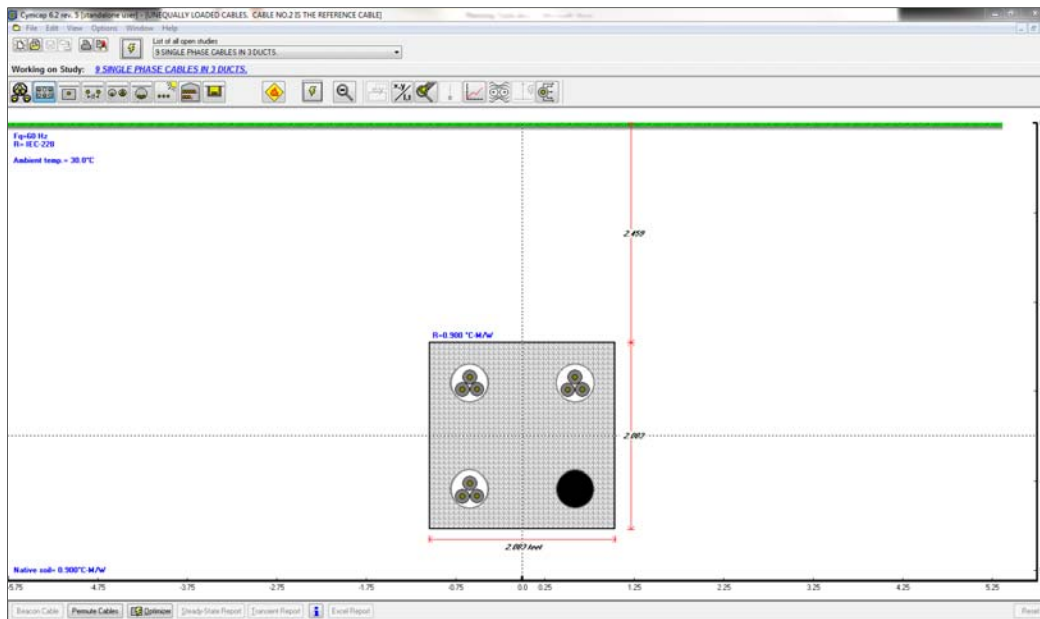 Cymcap 6.2 rev. 5 [standalone user] - [UNEQUALLY LOADED CABLES. CABLE NO.2 IS THE REFERENCE CABLE]
File Edit View Options Window Help
List of all open studies
9 SINGLE PHASE CABLES IN 3 DUCTS.
Working on Study: 9 SINGLE PHASE CABLES IN 3 DUCTS.
Fq=60 Hz
R= IEC-228
Ambient temp. = 30.0°C
2.459
R=0.900 °C-M/W
2.083
2.083 feet
Native soil= 0.900°C-M/W
-5.75 -4.75 -3.75 -2.75 -1.75 -0.75 0.0 0.25 1.25 2.25 3.25 4.25 5.25
Beacon Cable Permute Cables Optimizer Steady-State Report Transient Report Excel Report Reset